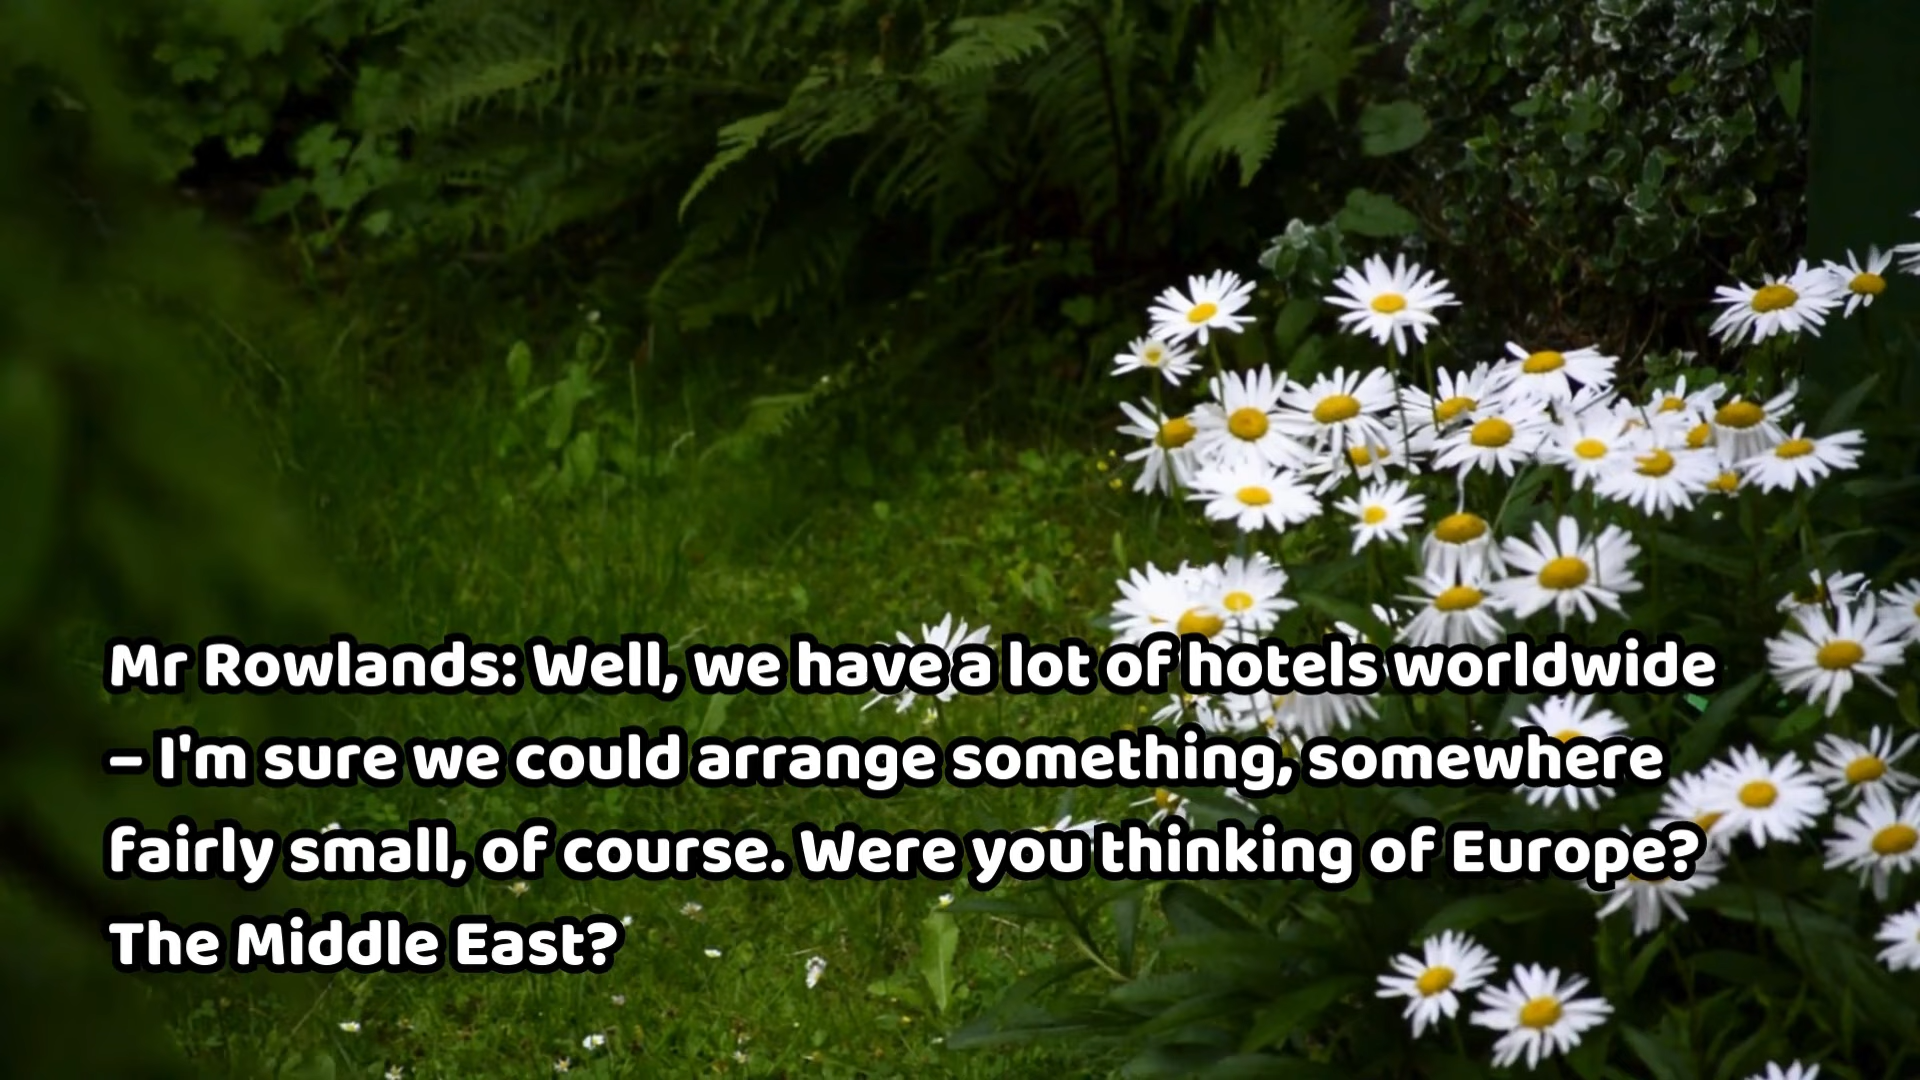 Mr Rowlands: Well, we have a lot of hotels worldwide
– I'm sure we could arrange something, somewhere
fairly small, of course. Were you thinking of Europe?
The Middle East?